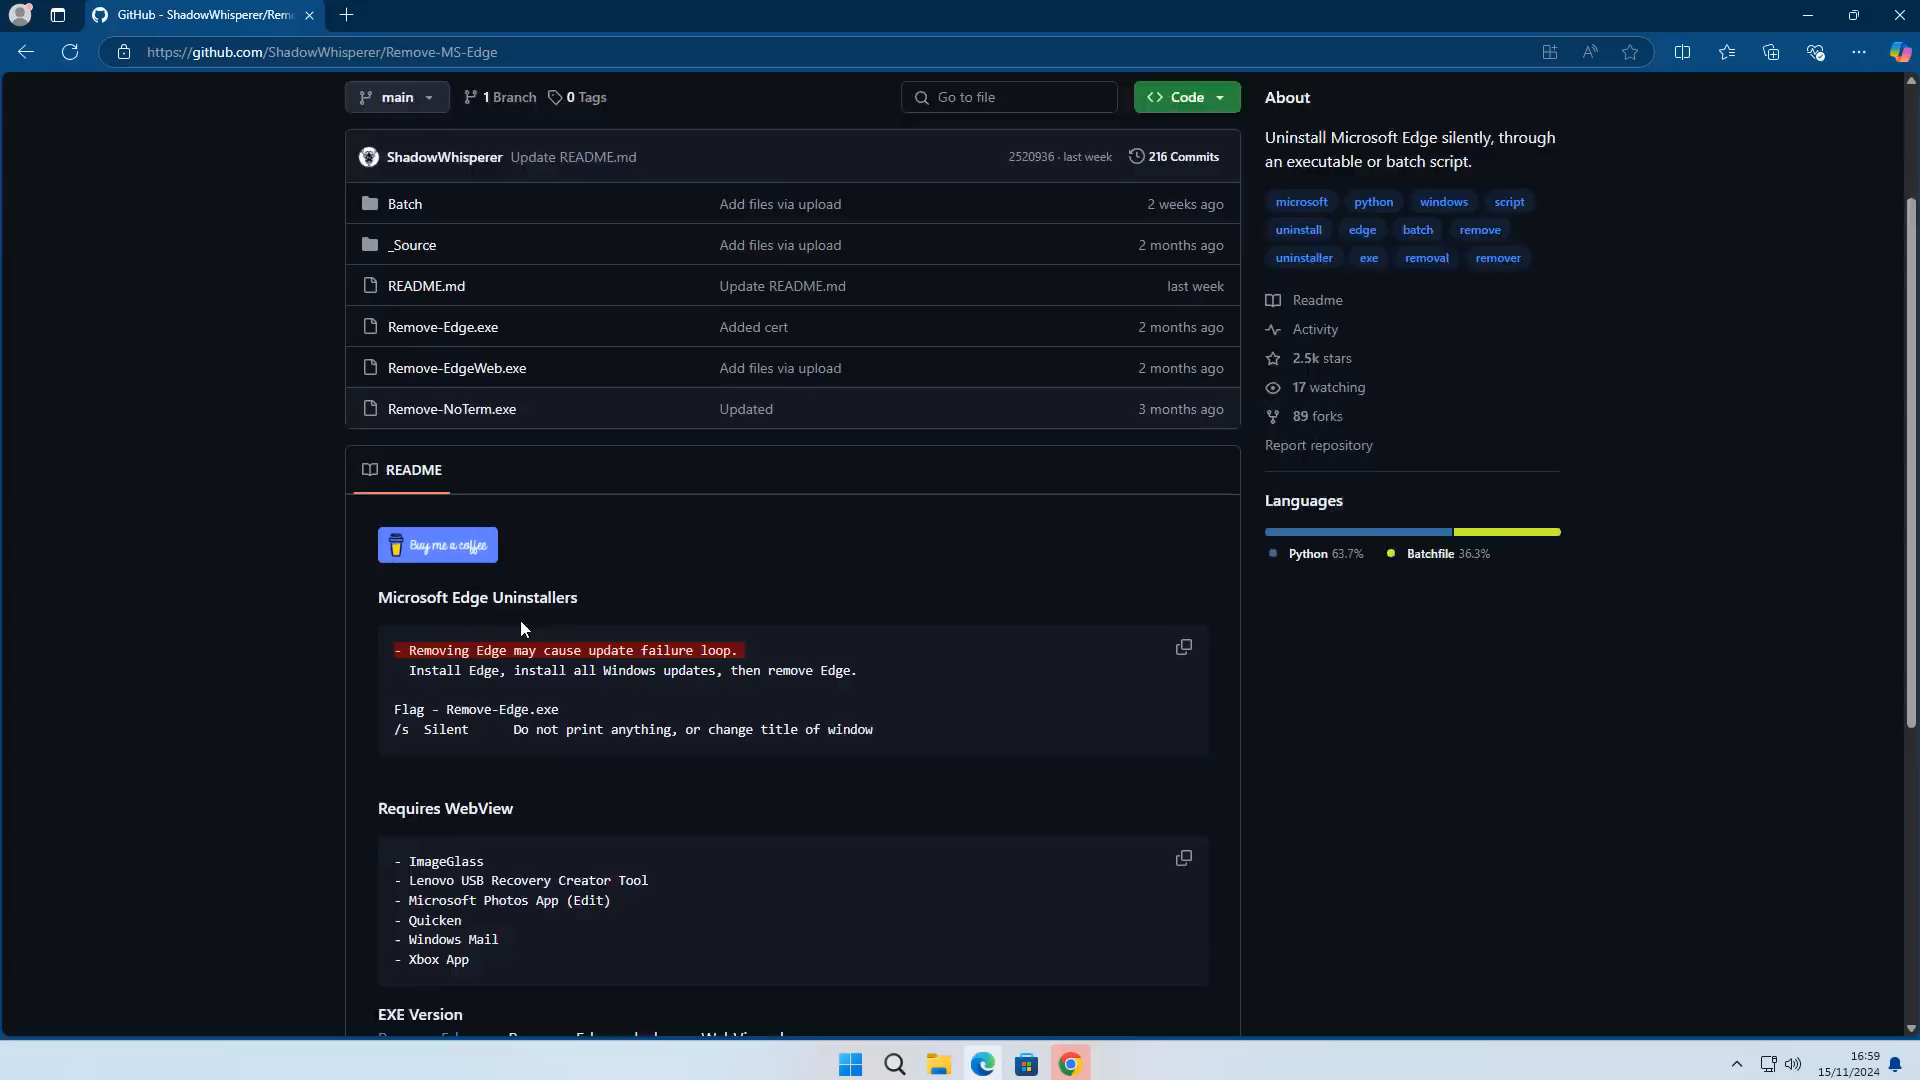 GitHub - ShadowWhisperer/Rem
https://github.com/ShadowWhisperer/Remove-MS-Edge
main
1 Branch
0 Tags
Go to file
Code
About
Uninstall Microsoft Edge silently, through
an executable or batch script.
ShadowWhisperer Update README.md
2520936 · last week
216 Commits
Batch Add files via upload 2 weeks ago
_Source Add files via upload 2 months ago
README.md Update README.md last week
Remove-Edge.exe Added cert 2 months ago
Remove-EdgeWeb.exe Add files via upload 2 months ago
Remove-NoTerm.exe Updated 3 months ago
microsoft python windows script
uninstall edge batch remove
uninstaller exe removal remover
Readme
Activity
2.5k stars
17 watching
89 forks
Report repository
Languages
Python 63.7% Batchfile 36.3%
README
Buy me a coffee
Microsoft Edge Uninstallers
- Removing Edge may cause update failure loop.
Install Edge, install all Windows updates, then remove Edge.
Flag - Remove-Edge.exe
/s Silent Do not print anything, or change title of window
Requires WebView
- ImageGlass
- Lenovo USB Recovery Creator Tool
- Microsoft Photos App (Edit)
- Quicken
- Windows Mail
- Xbox App
EXE Version
16:59
15/11/2024